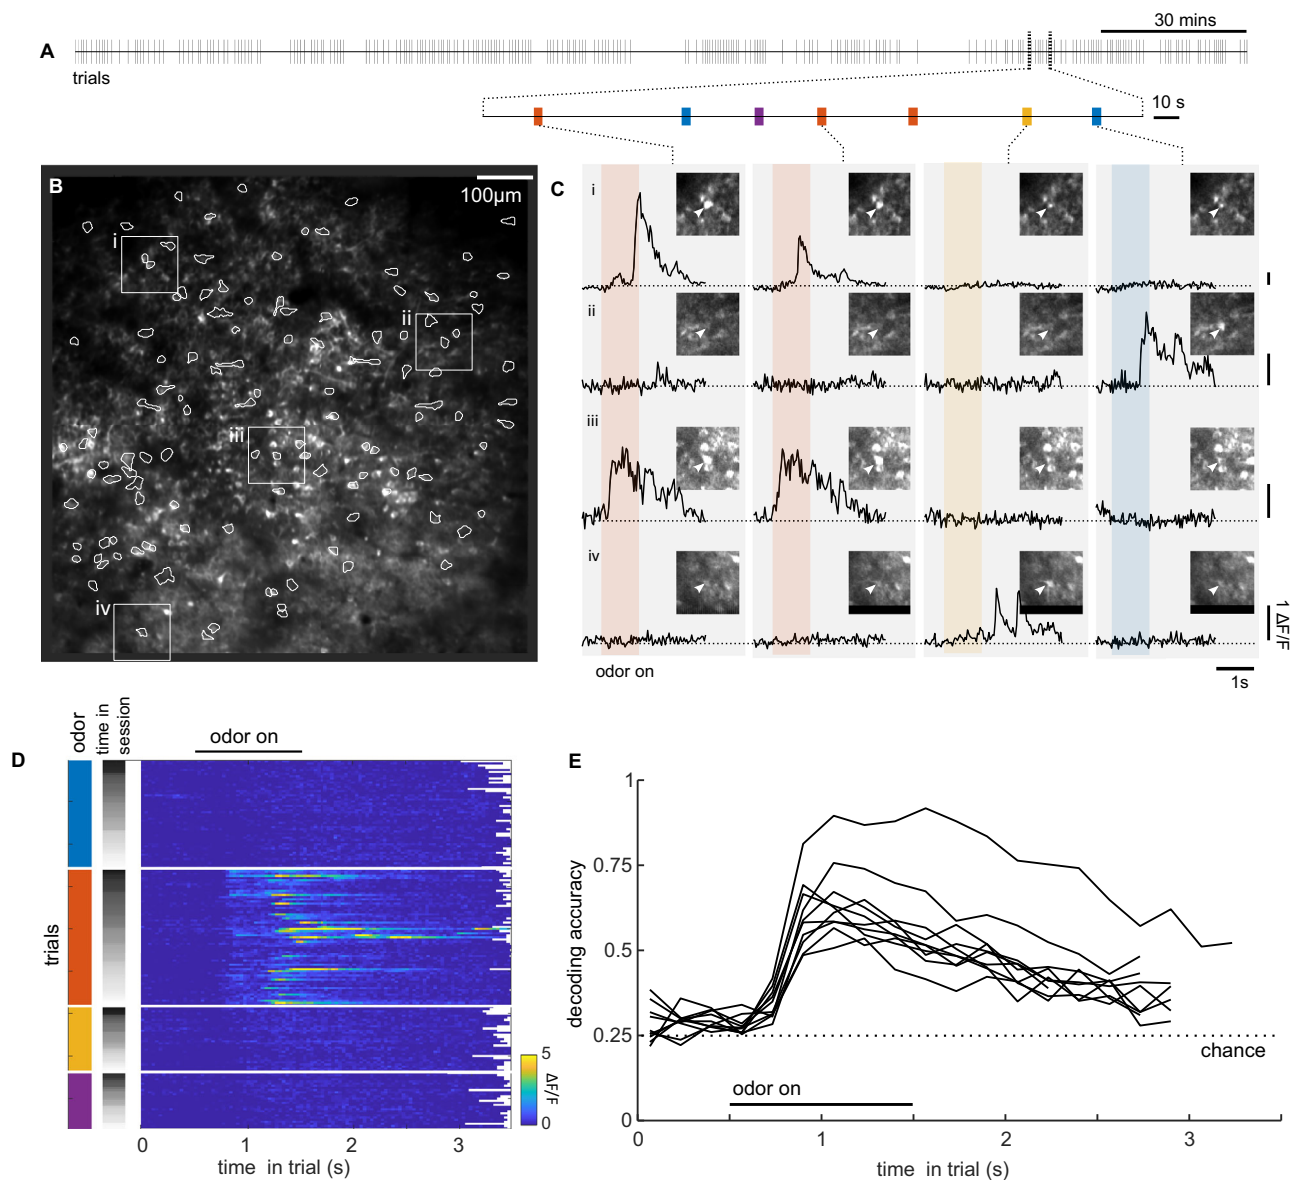 30 mins
A
trials
10 s
B
100µm
i
ii
iii
iv
C
i
ii
iii
iv
1 ΔF/F
odor on
1s
D
odor
time in
session
odor on
trials
5
ΔF/F
0
0 1 2 3
time in trial (s)
E
1
0.75
0.5
0.25
0
decoding accuracy
chance
odor on
0 1 2 3
time in trial (s)